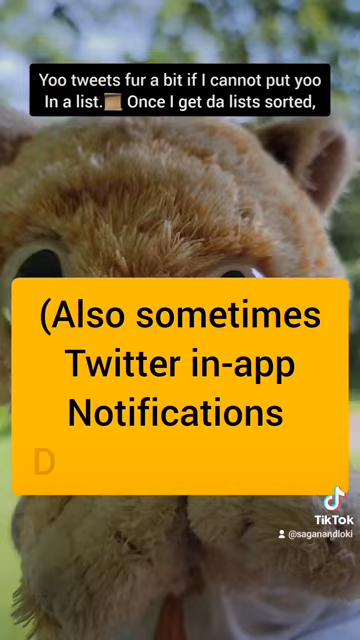 Yoo tweets fur a bit if I cannot put yoo
In a list.📜 Once I get da lists sorted,
(Also sometimes
Twitter in-app
Notifications
D
TikTok
@saganandloki